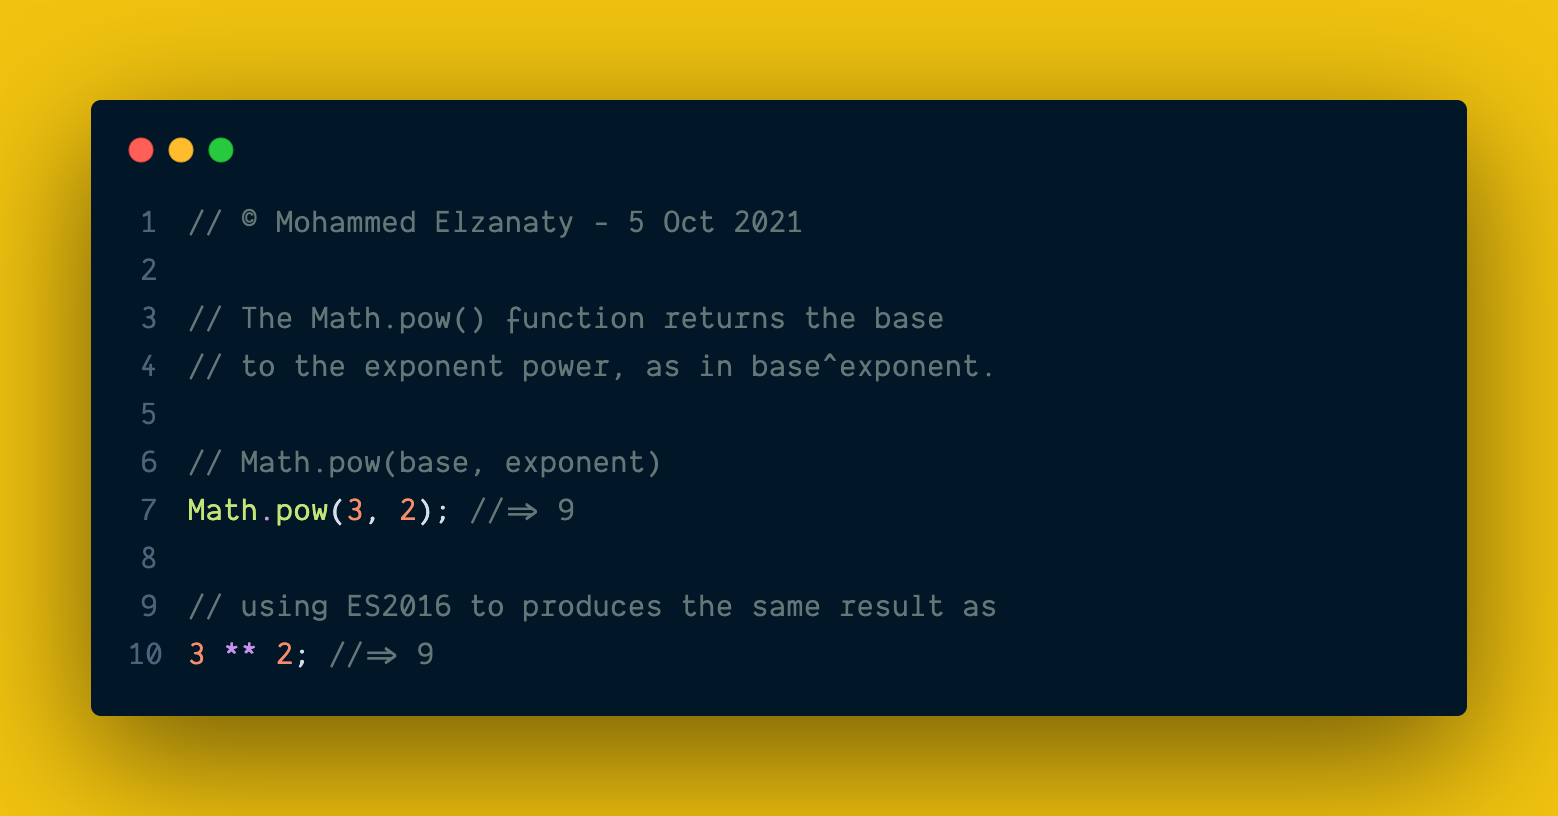 1 // © Mohammed Elzanaty - 5 Oct 2021
2
3 // The Math.pow() function returns the base
4 // to the exponent power, as in base^exponent.
5
6 // Math.pow(base, exponent)
7 Math.pow(3, 2); //=> 9
8
9 // using ES2016 to produces the same result as
10 3 ** 2; //=> 9